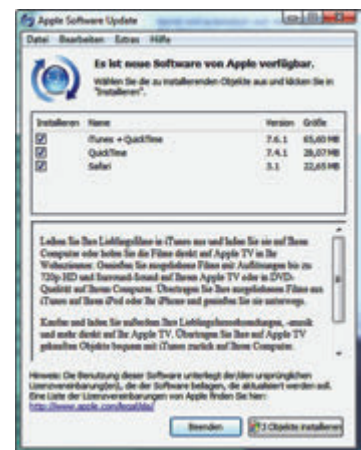 Apple Software Update
Datei Bearbeiten Extras Hilfe
Es ist neue Software von Apple verfügbar.
Wählen Sie die zu installierenden Objekte aus und klicken Sie in
"Installieren".
Installieren Name Version Größe
iTunes + QuickTime 7.6.1 65,60 MB
QuickTime 7.4.1 28,07 MB
Safari 3.1 22,65 MB
Leihen Sie Ihre Lieblingsfilme in iTunes aus und laden Sie sie auf Ihren
Computer oder holen Sie die Filme direkt auf Apple TV in Ihr
Wohnzimmer. Genießen Sie ausgeliehene Filme mit Auflösungen bis zu
720p HD und Surround-Sound auf Ihrem Apple TV oder in DVD-
Qualität auf Ihrem Computer. Übertragen Sie Ihre ausgeliehenen Filme aus
iTunes auf Ihren iPod oder Ihr iPhone und genießen Sie sie unterwegs.
Kaufen und laden Sie außerdem Ihre Lieblingsfernsehsendungen, -musik
und mehr direkt auf Ihr Apple TV. Übertragen Sie Ihre auf Apple TV
gekauften Objekte bequem mit iTunes zurück auf Ihren Computer.
Hinweis: Die Benutzung dieser Software unterliegt der/den ursprünglichen
Lizenzvereinbarung(en), die der Software beilagen, die aktualisiert werden soll.
Eine Liste der Lizenzvereinbarungen von Apple finden Sie hier:
http://www.apple.com/legal/sla/
Beenden 3 Objekte installieren